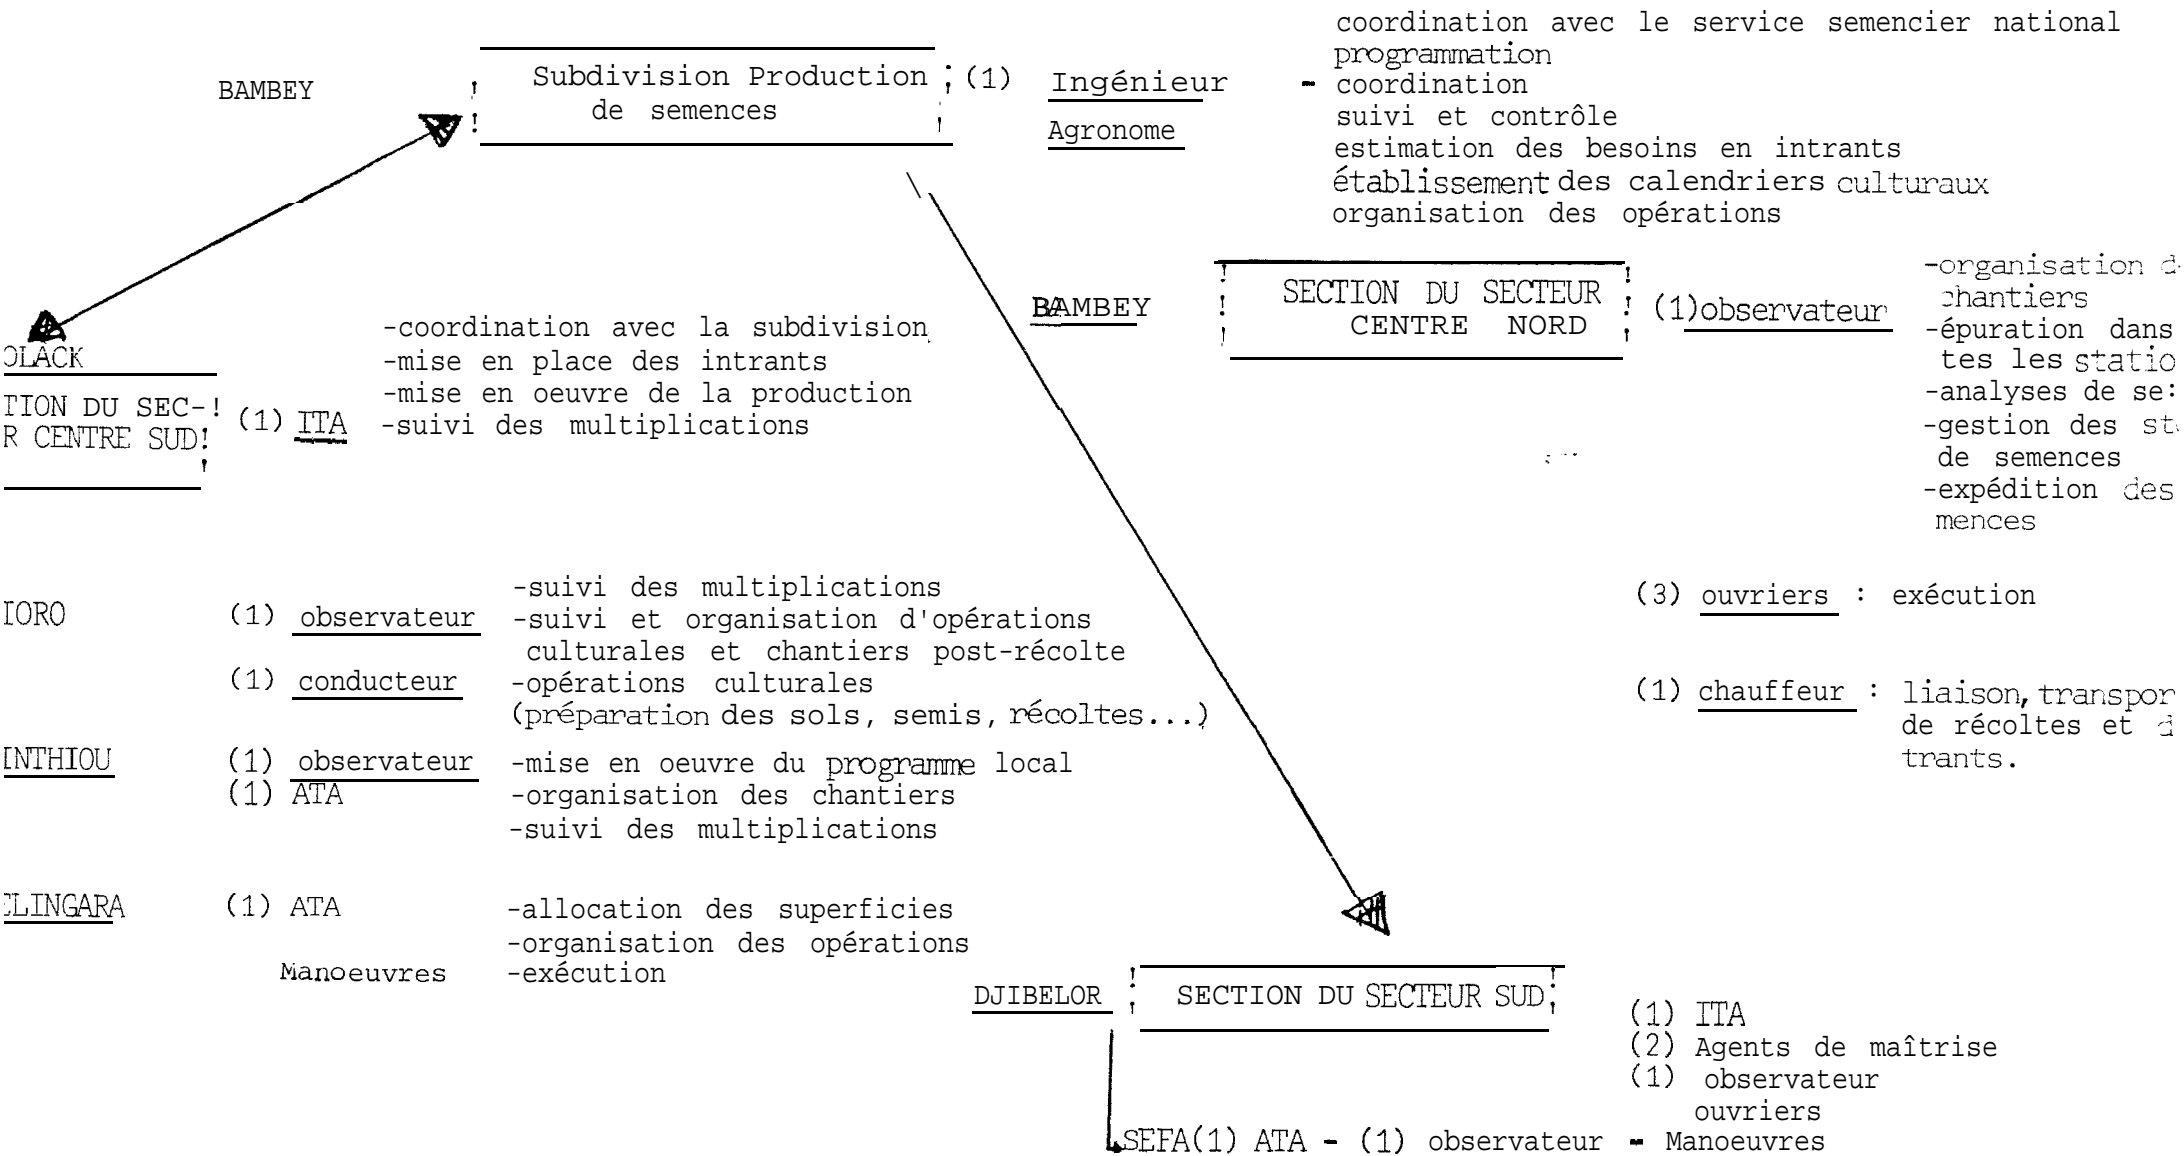 coordination avec le service semencier national
programmation
BAMBEY
Subdivision Production
de semences
(1) Ingénieur
Agronome
- coordination
suivi et contrôle
estimation des besoins en intrants
établissement des calendriers culturaux
organisation des opérations
BAMBEY
SECTION DU SECTEUR
CENTRE NORD
(1)observateur
-organisation d
chantiers
-épuration dans
tes les statio
-analyses de se
-gestion des st
de semences
-expédition des
mences
OLACK
TION DU SEC-!
R CENTRE SUD!
(1) ITA
-coordination avec la subdivision
-mise en place des intrants
-mise en oeuvre de la production
-suivi des multiplications
IORO
(1) observateur
-suivi des multiplications
-suivi et organisation d'opérations
culturales et chantiers post-récolte
(1) conducteur
-opérations culturales
(préparation des sols, semis, récoltes...)
(3) ouvriers : exécution
(1) chauffeur : liaison, transpor
de récoltes et d
trants.
INTHIOU
(1) observateur
(1) ATA
-mise en oeuvre du programme local
-organisation des chantiers
-suivi des multiplications
ELINGARA
(1) ATA
-allocation des superficies
-organisation des opérations
Manoeuvres -exécution
DJIBELOR
SECTION DU SECTEUR SUD
(1) ITA
(2) Agents de maîtrise
(1) observateur
ouvriers
SEFA(1) ATA - (1) observateur - Manoeuvres